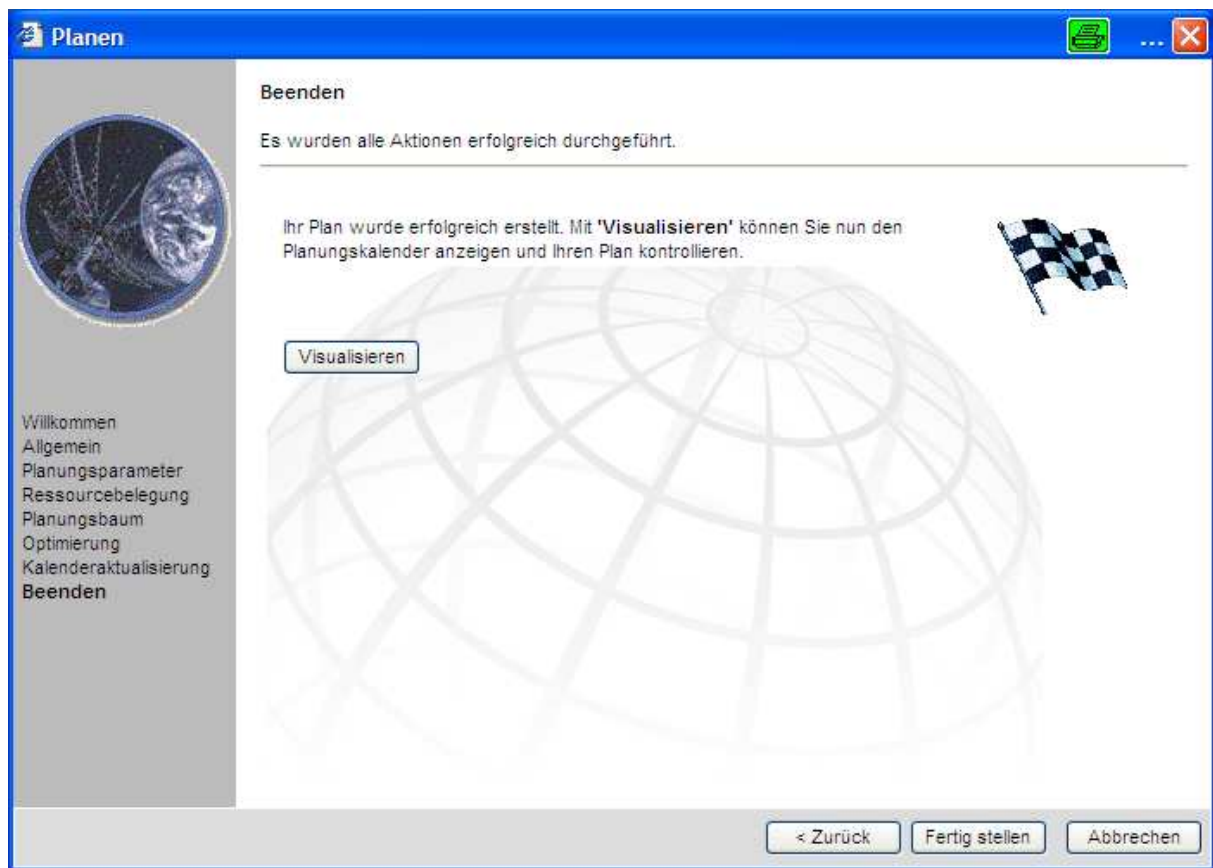 Planen
...
Beenden
Es wurden alle Aktionen erfolgreich durchgeführt.
Ihr Plan wurde erfolgreich erstellt. Mit 'Visualisieren' können Sie nun den
Planungskalender anzeigen und Ihren Plan kontrollieren.
Visualisieren
Willkommen
Allgemein
Planungsparameter
Ressourcebelegung
Planungsbaum
Optimierung
Kalenderaktualisierung
Beenden
< Zurück
Fertig stellen
Abbrechen